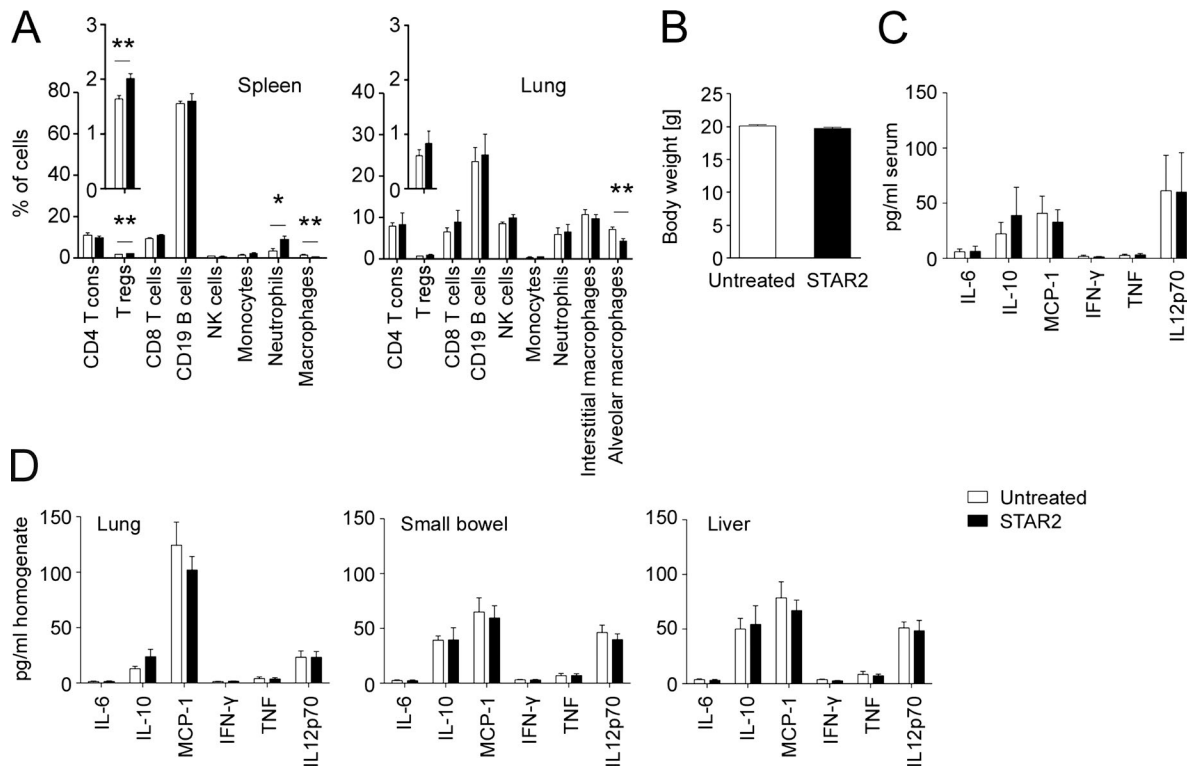 A
B
C
3
2
1
0
**
Spleen
80
60
40
20
0
% of cells
**
*
**
CD4 T cons
T regs
CD8 T cells
CD19 B cells
NK cells
Monocytes
Neutrophils
Macrophages
3
2
1
0
Lung
40
30
20
10
0
**
CD4 T cons
T regs
CD8 T cells
CD19 B cells
NK cells
Monocytes
Neutrophils
Interstitial macrophages
Alveolar macrophages
Body weight [g]
25
20
15
10
5
0
Untreated STAR2
pg/ml serum
150
100
50
0
IL-6
IL-10
MCP-1
IFN-γ
TNF
IL12p70
D
pg/ml homogenate
150
100
50
0
Lung
IL-6
IL-10
MCP-1
IFN-γ
TNF
IL12p70
150
100
50
0
Small bowel
IL-6
IL-10
MCP-1
IFN-γ
TNF
IL12p70
150
100
50
0
Liver
IL-6
IL-10
MCP-1
IFN-γ
TNF
IL12p70
Untreated
STAR2